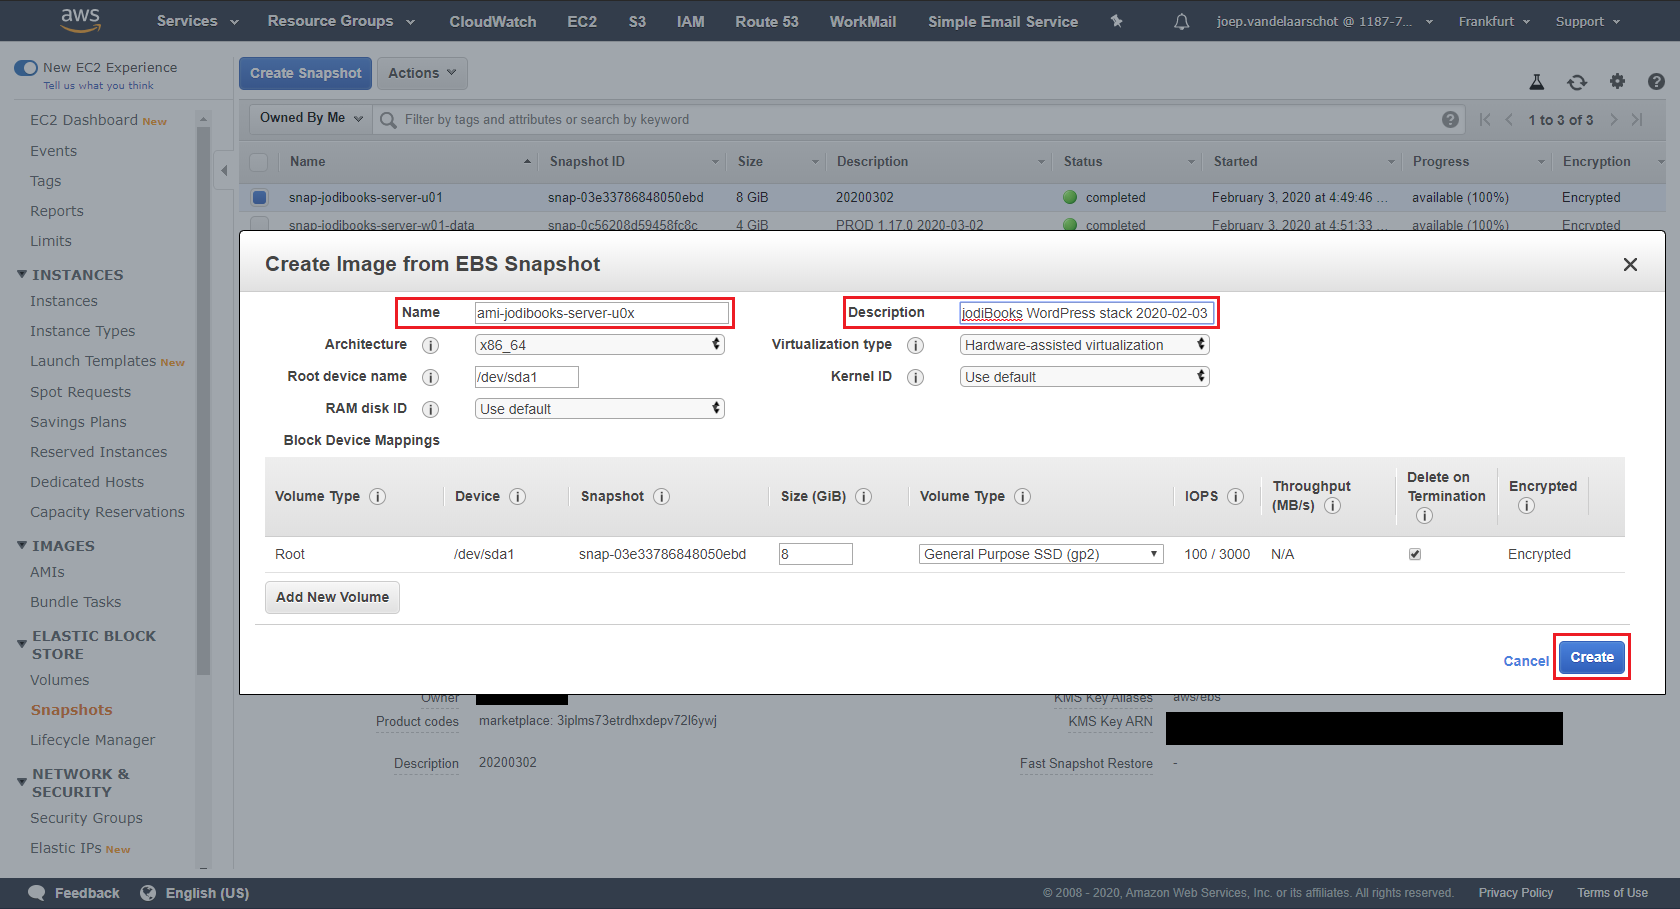 aws
Services Resource Groups CloudWatch EC2 S3 IAM Route 53 WorkMail Simple Email Service joep.vandelaarschot @ 1187-7... Frankfurt Support
New EC2 Experience
Tell us what you think
Create Snapshot Actions
EC2 Dashboard New
Events
Tags
Reports
Limits
INSTANCES
Instances
Instance Types
Launch Templates New
Spot Requests
Savings Plans
Reserved Instances
Dedicated Hosts
Capacity Reservations
IMAGES
AMIs
Bundle Tasks
ELASTIC BLOCK
STORE
Volumes
Snapshots
Lifecycle Manager
NETWORK &
SECURITY
Security Groups
Elastic IPs New
Owned By Me Filter by tags and attributes or search by keyword 1 to 3 of 3
Name Snapshot ID Size Description Status Started Progress Encryption
snap-jodibooks-server-u01 snap-03e33786848050ebd 8 GiB 20200302 completed February 3, 2020 at 4:49:46 ... available (100%) Encrypted
snap-jodibooks-server-w01-data snap-0c56208d59458fc8c 4 GiB PROD 1.17.0 2020-03-02 completed February 3, 2020 at 4:51:33 ... available (100%) Encrypted
Create Image from EBS Snapshot
Name ami-jodibooks-server-u0x Description jodiBooks WordPress stack 2020-02-03
Architecture i x86_64 Virtualization type i Hardware-assisted virtualization
Root device name i /dev/sda1 Kernel ID i Use default
RAM disk ID i Use default
Block Device Mappings
Volume Type i Device i Snapshot i Size (GiB) i Volume Type i IOPS i Throughput (MB/s) i Delete on Termination i Encrypted i
Root /dev/sda1 snap-03e33786848050ebd 8 General Purpose SSD (gp2) 100 / 3000 N/A Encrypted
Add New Volume
Cancel Create
Owner KMS Key Aliases aws/ebs
Product codes marketplace: 3iplms73etrdhxdepv72l6ywj KMS Key ARN
Description 20200302 Fast Snapshot Restore -
Feedback English (US) © 2008 - 2020, Amazon Web Services, Inc. or its affiliates. All rights reserved. Privacy Policy Terms of Use